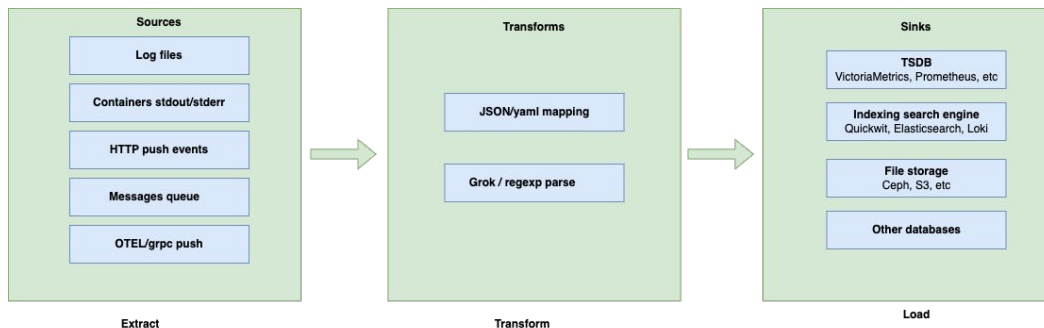 Sources
Log files
Containers stdout/stderr
HTTP push events
Messages queue
OTEL/grpc push
Extract
Transforms
JSON/yaml mapping
Grok / regexp parse
Transform
Sinks
TSDB
VictoriaMetrics, Prometheus, etc
Indexing search engine
Quickwit, Elasticsearch, Loki
File storage
Ceph, S3, etc
Other databases
Load